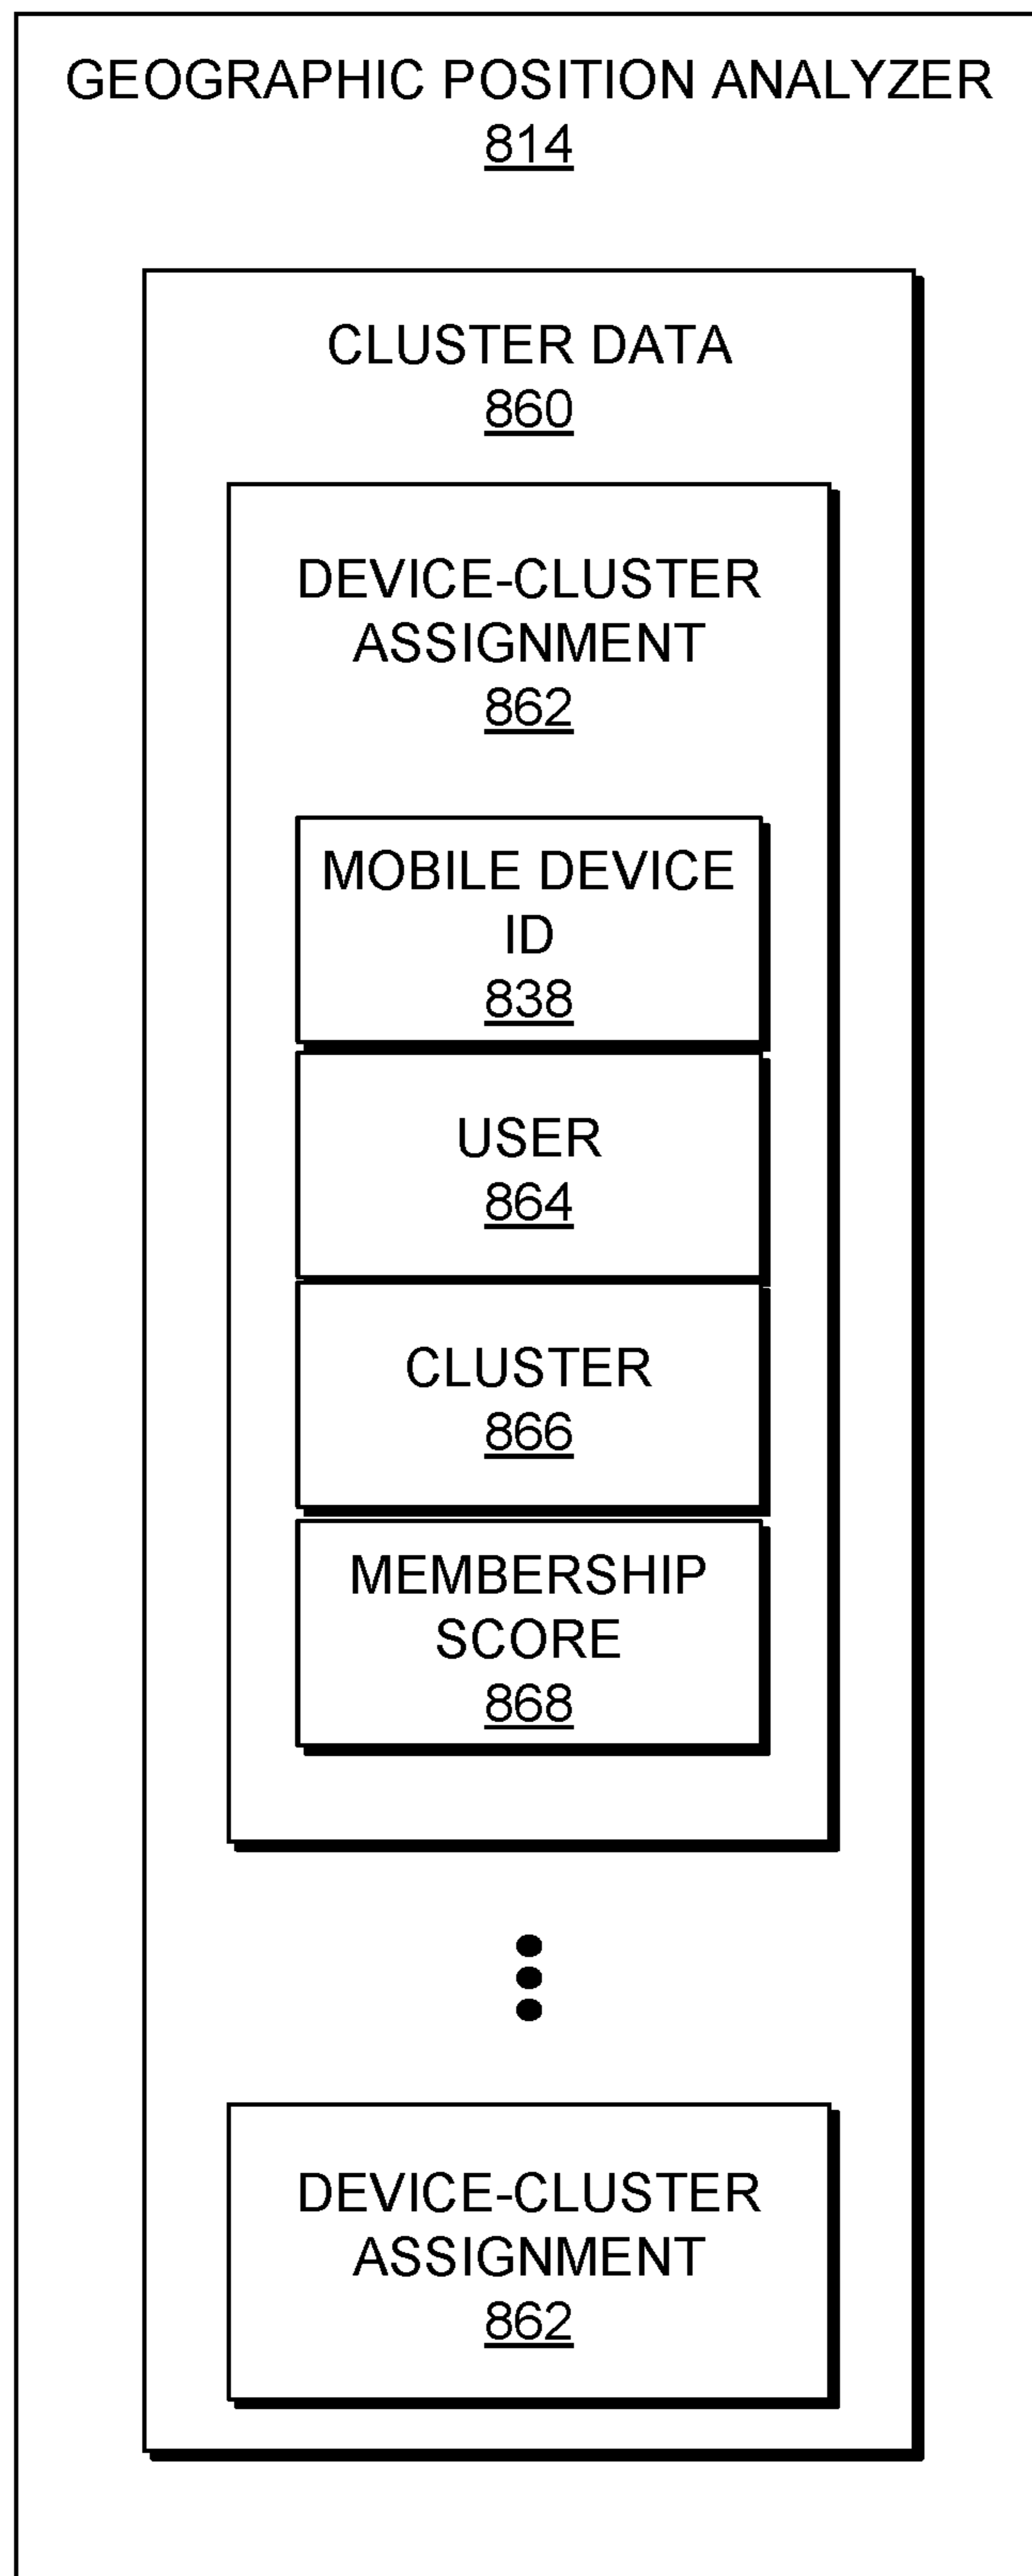 GEOGRAPHIC POSITION ANALYZER
814
CLUSTER DATA
860
DEVICE-CLUSTER
ASSIGNMENT
862
MOBILE DEVICE
ID
838
USER
864
CLUSTER
866
MEMBERSHIP
SCORE
868
DEVICE-CLUSTER
ASSIGNMENT
862